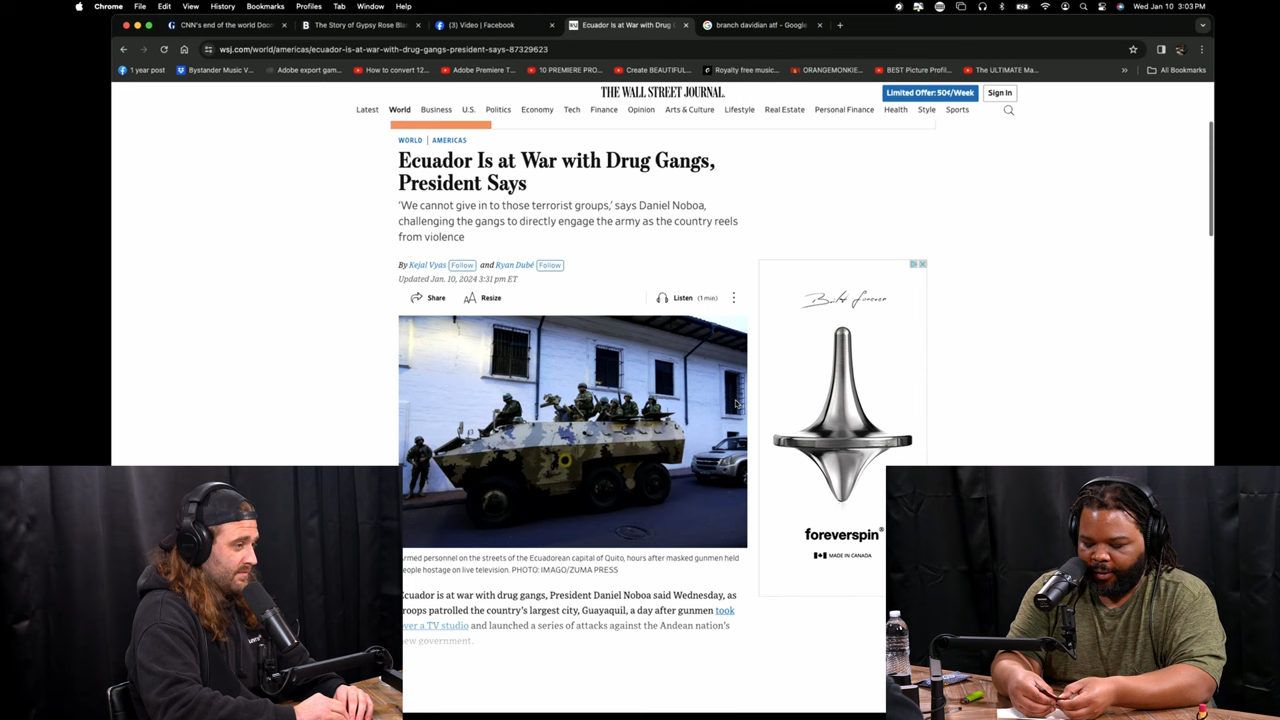 Chrome File Edit View History Bookmarks Profiles Tab Window Help
Wed Jan 10 3:03 PM
CNN's end of the world Doom
The Story of Gypsy Rose Bla
(3) Video | Facebook
Ecuador Is at War with Drug G
branch davidian atf - Google
wsj.com/world/americas/ecuador-is-at-war-with-drug-gangs-president-says-87329623
1 year post
Bystander Music V...
Adobe export gam...
How to convert 12...
Adobe Premiere T...
10 PREMIERE PRO...
Create BEAUTIFUL...
Royalty free music...
ORANGEMONKIE...
BEST Picture Profil...
The ULTIMATE Ma...
All Bookmarks
THE WALL STREET JOURNAL.
Limited Offer: 50¢/Week
Sign In
Latest World Business U.S. Politics Economy Tech Finance Opinion Arts & Culture Lifestyle Real Estate Personal Finance Health Style Sports
WORLD | AMERICAS
Ecuador Is at War with Drug Gangs,
President Says
‘We cannot give in to those terrorist groups,’ says Daniel Noboa,
challenging the gangs to directly engage the army as the country reels
from violence
By Kejal Vyas Follow and Ryan Dubé Follow
Updated Jan. 10, 2024 3:31 pm ET
Share Resize Listen (1 min)
Built forever
foreverspin®
MADE IN CANADA
rmed personnel on the streets of the Ecuadorean capital of Quito, hours after masked gunmen held
eople hostage on live television. PHOTO: IMAGO/ZUMA PRESS
cuador is at war with drug gangs, President Daniel Noboa said Wednesday, as
roops patrolled the country’s largest city, Guayaquil, a day after gunmen took
ver a TV studio and launched a series of attacks against the Andean nation’s
ew government.